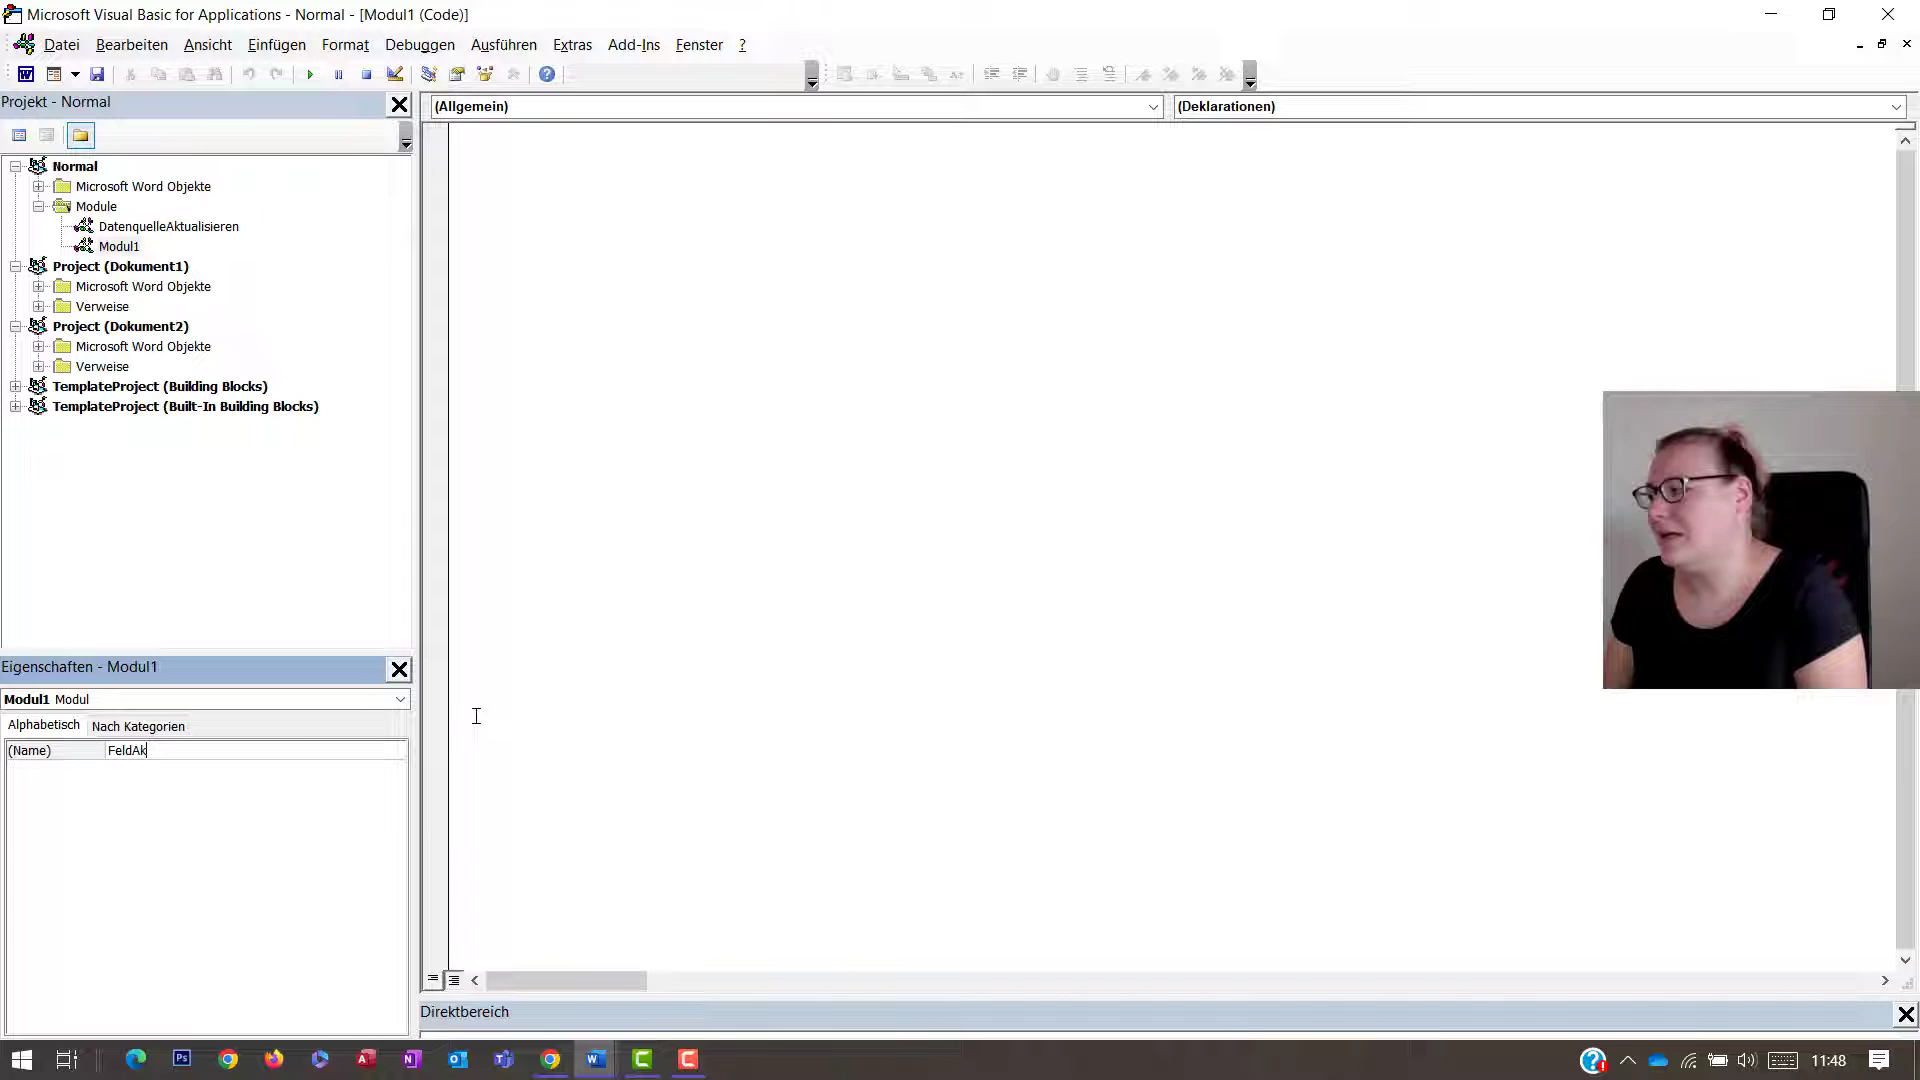 Microsoft Visual Basic for Applications - Normal - [Modul1 (Code)]
Datei Bearbeiten Ansicht Einfügen Format Debuggen Ausführen Extras Add-Ins Fenster ?
Projekt - Normal
(Allgemein) (Deklarationen)
Normal
Microsoft Word Objekte
Module
DatenquelleAktualisieren
Modul1
Project (Dokument1)
Microsoft Word Objekte
Verweise
Project (Dokument2)
Microsoft Word Objekte
Verweise
TemplateProject (Building Blocks)
TemplateProject (Built-In Building Blocks)
Eigenschaften - Modul1
Modul1 Modul
Alphabetisch Nach Kategorien
(Name) FeldAk
Direktbereich
11:48